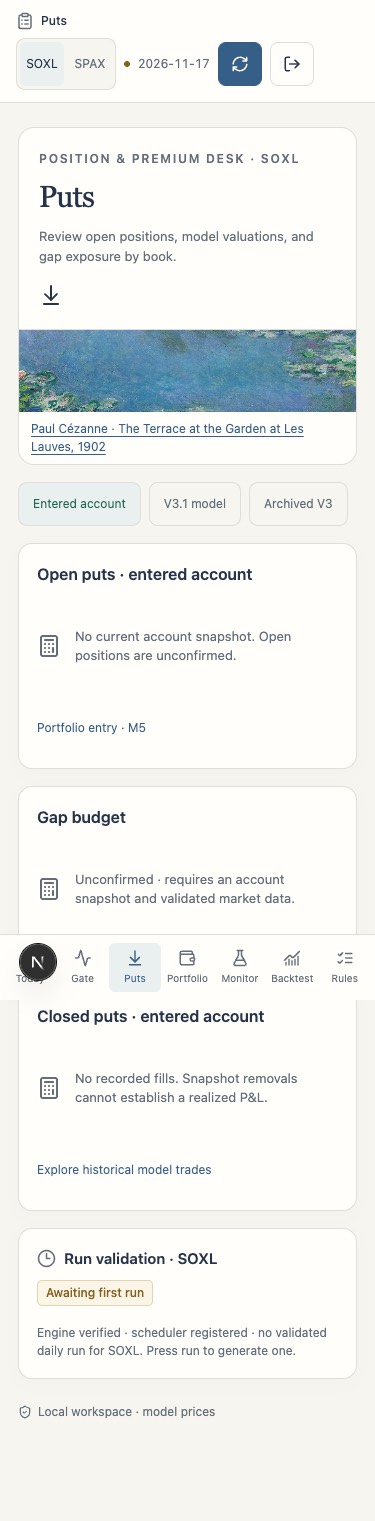 Puts
SOXL SPAX 2026-11-17
POSITION & PREMIUM DESK · SOXL
Puts
Review open positions, model valuations, and
gap exposure by book.
Paul Cézanne · The Terrace at the Garden at Les
Lauves, 1902
Entered account V3.1 model Archived V3
Open puts · entered account
No current account snapshot. Open
positions are unconfirmed.
Portfolio entry · M5
Gap budget
Unconfirmed · requires an account
snapshot and validated market data.
N
Gate Puts Portfolio Monitor Backtest Rules
Closed puts · entered account
No recorded fills. Snapshot removals
cannot establish a realized P&L.
Explore historical model trades
Run validation · SOXL
Awaiting first run
Engine verified · scheduler registered · no validated
daily run for SOXL. Press run to generate one.
Local workspace · model prices